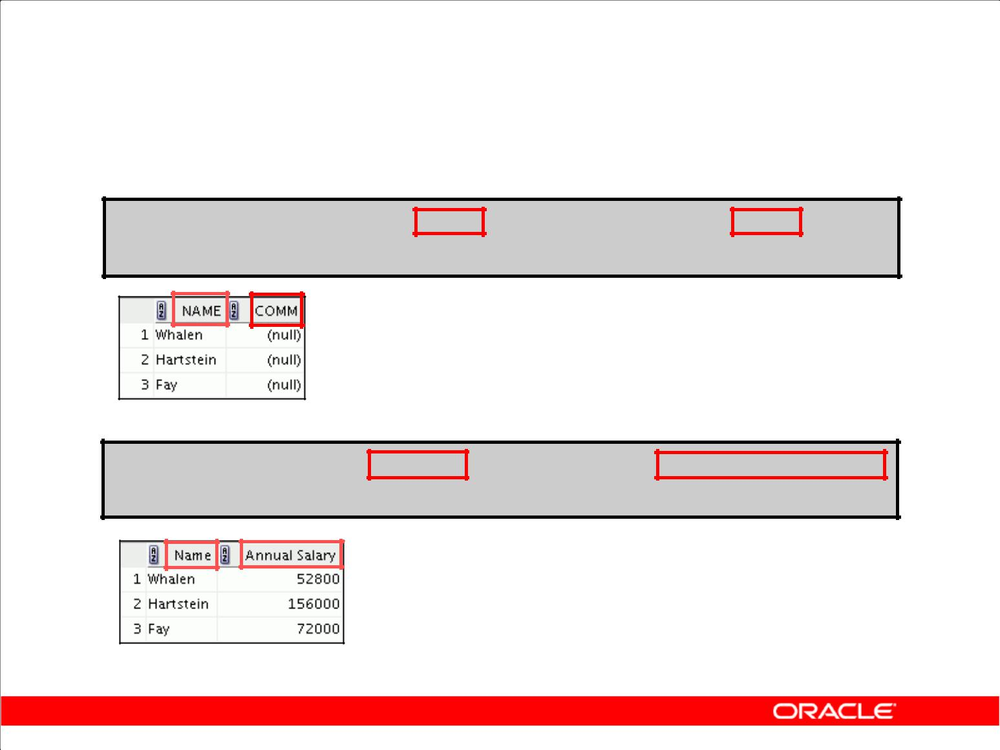 NAME COMM
1 Whalen (null)
2 Hartstein (null)
3 Fay (null)
Name Annual Salary
1 Whalen 52800
2 Hartstein 156000
3 Fay 72000
ORACLE